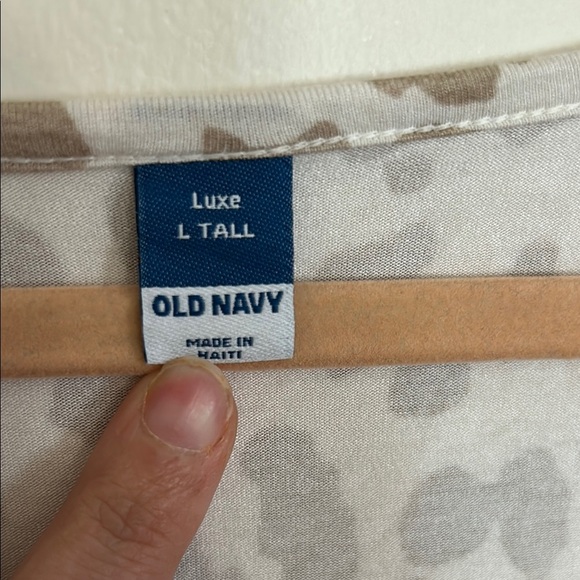 Luxe
L TALL
OLD NAVY
MADE IN
HAITI